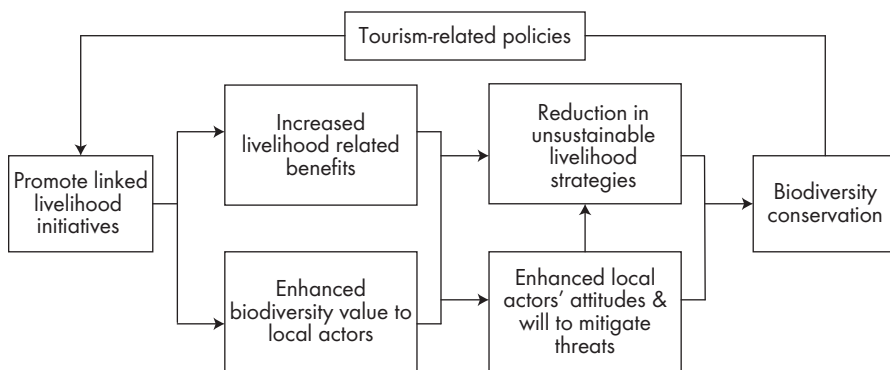 Tourism-related policies
Increased
livelihood related
benefits
Reduction in
unsustainable
livelihood
strategies
Promote linked
livelihood
initiatives
Biodiversity
conservation
Enhanced
biodiversity value to
local actors
Enhanced local
actors’ attitudes &
will to mitigate
threats